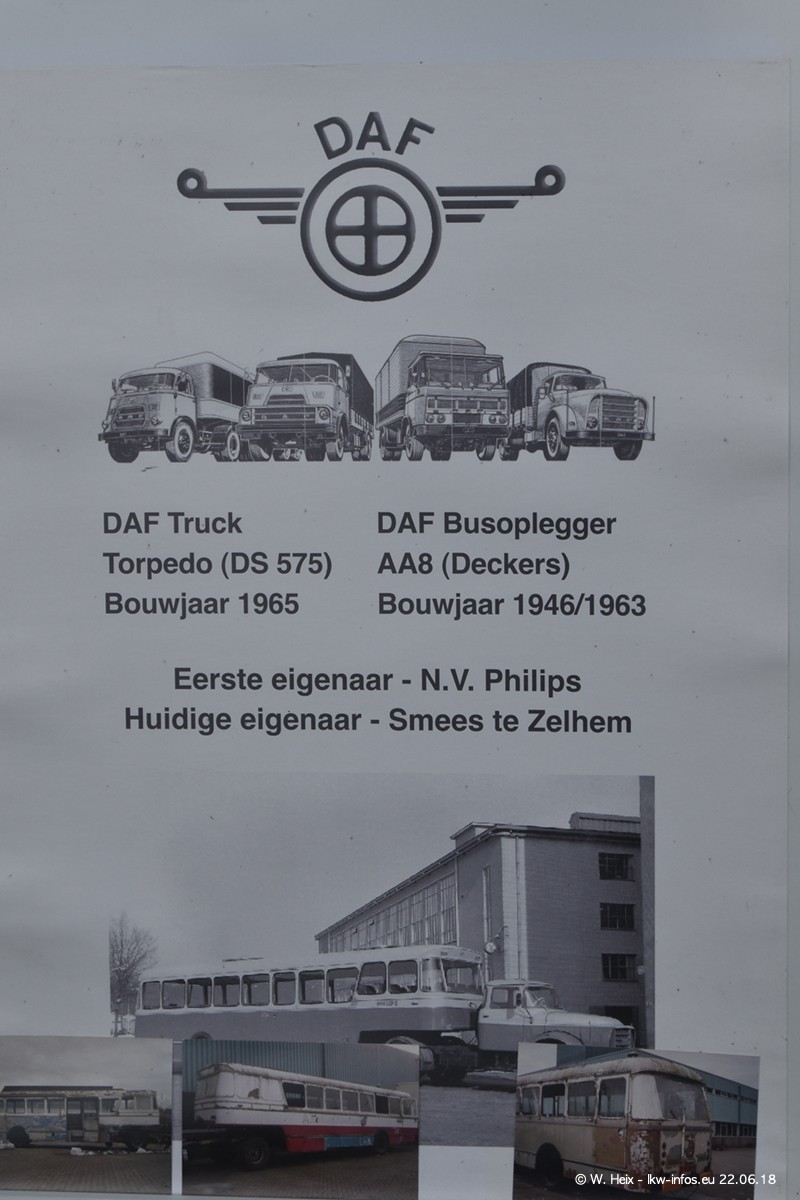 DAF
DAF Truck
Torpedo (DS 575)
Bouwjaar 1965
DAF Busoplegger
AA8 (Deckers)
Bouwjaar 1946/1963
Eerste eigenaar - N.V. Philips
Huidige eigenaar - Smees te Zelhem
© W. Heix - lkw-infos.eu 22.06.18